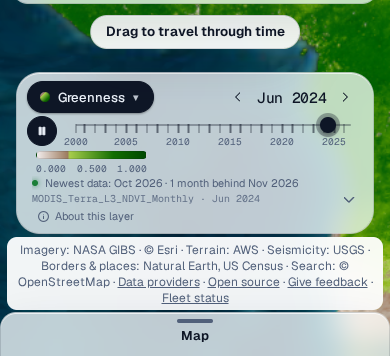 Drag to travel through time
Greenness ▾
‹ Jun 2024 ›
2000 2005 2010 2015 2020 2025
0.000 0.500 1.000
Newest data: Oct 2026 · 1 month behind Nov 2026
MODIS_Terra_L3_NDVI_Monthly · Jun 2024
About this layer
Imagery: NASA GIBS · © Esri · Terrain: AWS · Seismicity: USGS ·
Borders & places: Natural Earth, US Census · Search: ©
OpenStreetMap · Data providers · Open source · Give feedback ·
Fleet status
Map